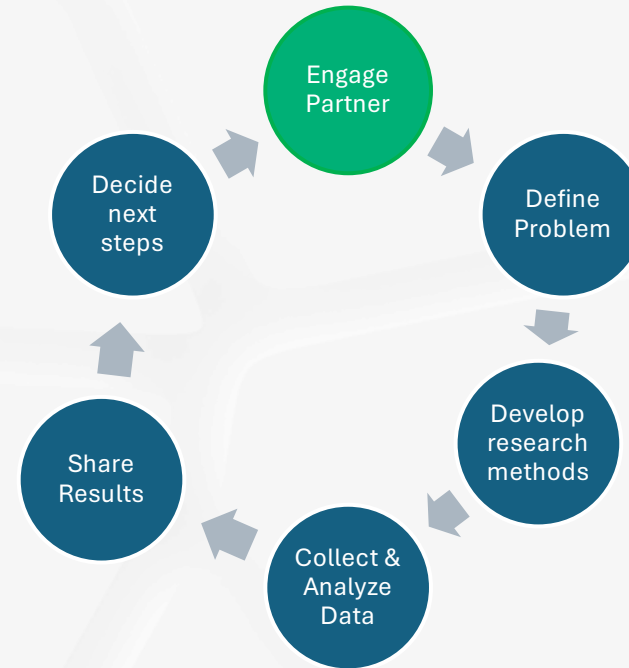 Engage
Partner
Define
Problem
Develop
research
methods
Collect &
Analyze
Data
Share
Results
Decide
next
steps